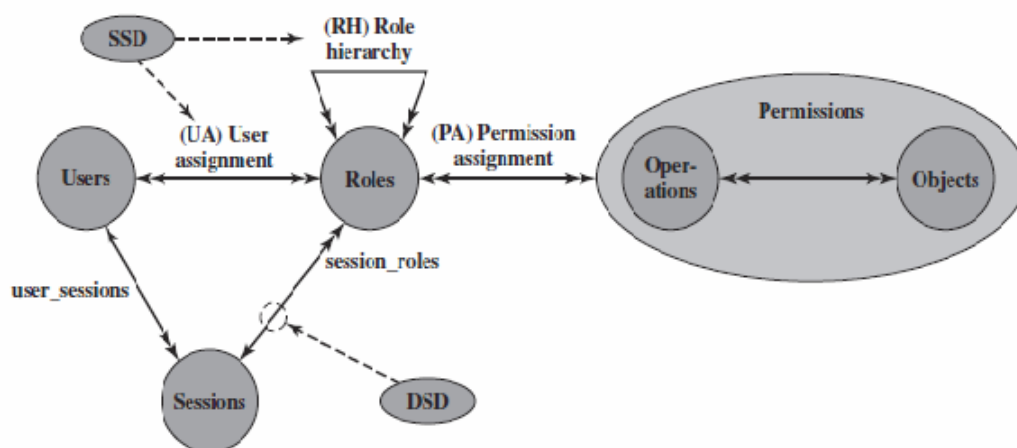 SSD
(RH) Role
hierarchy
(UA) User
assignment
(PA) Permission
assignment
Permissions
Users
Roles
Oper-
ations
Objects
session_roles
user_sessions
Sessions
DSD